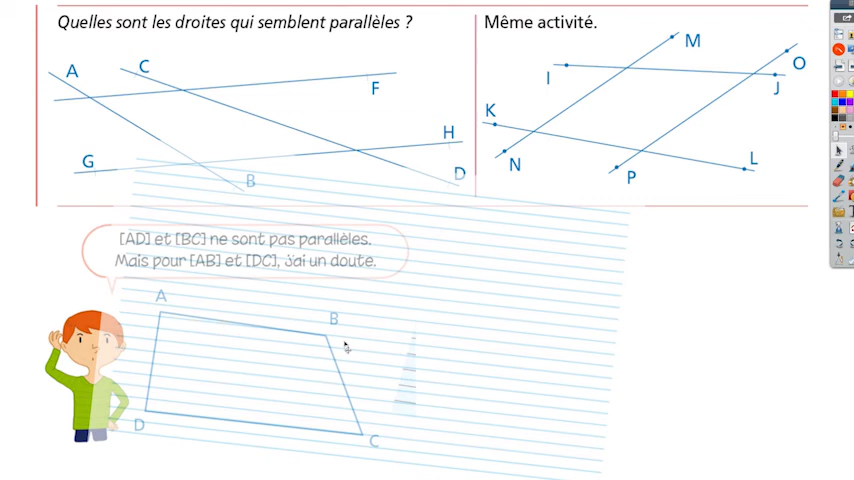 Quelles sont les droites qui semblent parallèles ?
Même activité.
A
C
F
H
G
B
D
M
O
I
J
K
N
L
P
[AD] et [BC] ne sont pas parallèles.
Mais pour [AB] et [DC], j'ai un doute.
A
B
D
C